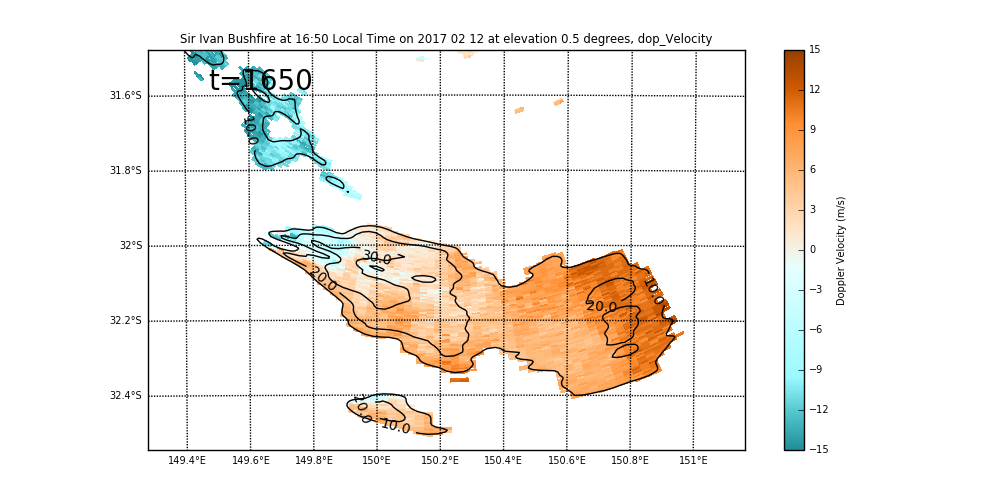 Sir Ivan Bushfire at 16:50 Local Time on 2017 02 12 at elevation 0.5 degrees, dop_Velocity
t=1650
31.6°S
31.8°S
32°S
32.2°S
32.4°S
149.4°E 149.6°E 149.8°E 150°E 150.2°E 150.4°E 150.6°E 150.8°E 151°E
10.0
30.0
20.0
20.0
10.0
10.0
10.0
15
12
9
6
3
0
−3
−6
−9
−12
−15
Doppler Velocity (m/s)